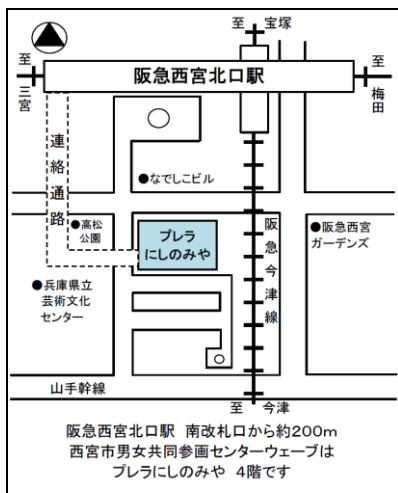 至
宝塚
至
三宮
阪急西宮北口駅
至
梅田
連絡通路
●なでしこビル
●高松
公園
プレラ
にしのみや
阪急今津線
●阪急西宮
ガーデンズ
●兵庫県立
芸術文化
センター
山手幹線
至
今津
阪急西宮北口駅 南改札口から約200m
西宮市男女共同参画センターウェーブは
プレラにしのみや 4階です